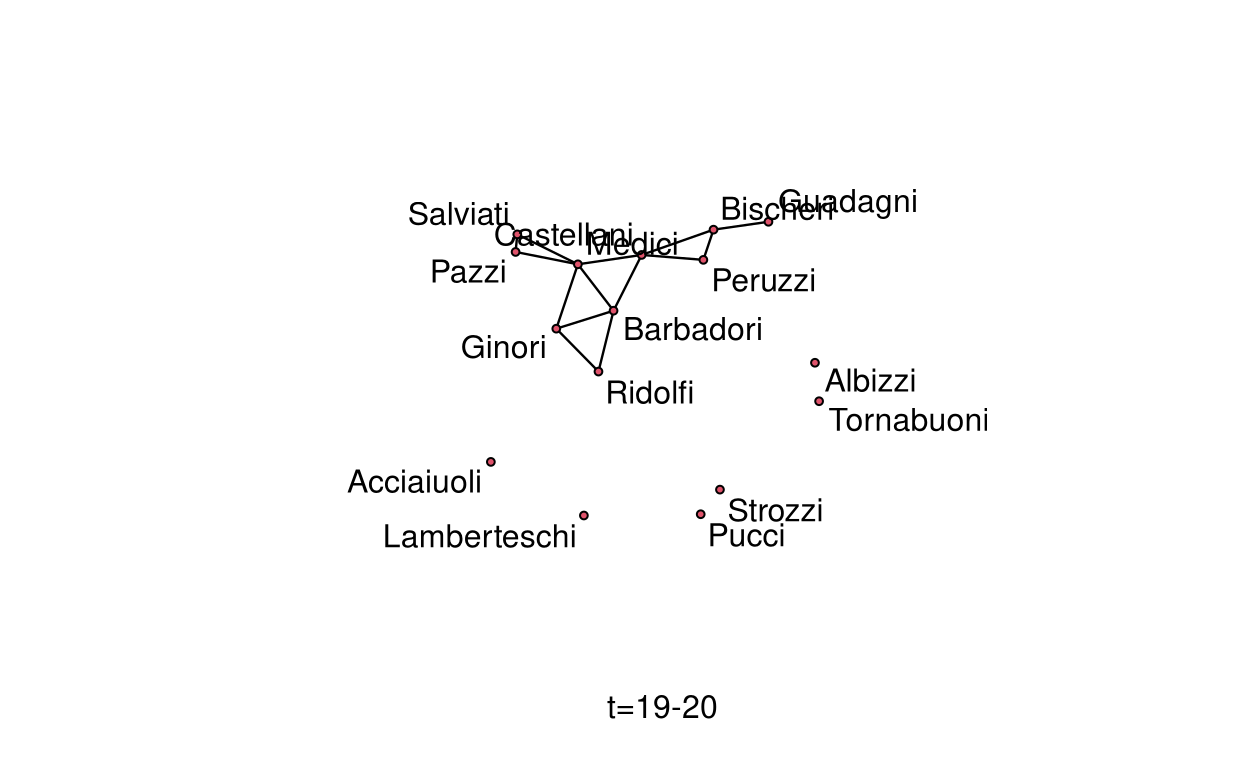 Guadagni
Bischeri
Salviati
Castellani
Medici
Pazzi
Peruzzi
Barbadori
Ginori
Albizzi
Ridolfi
Tornabuoni
Acciaiuoli
Strozzi
Lamberteschi
Pucci
t=19-20